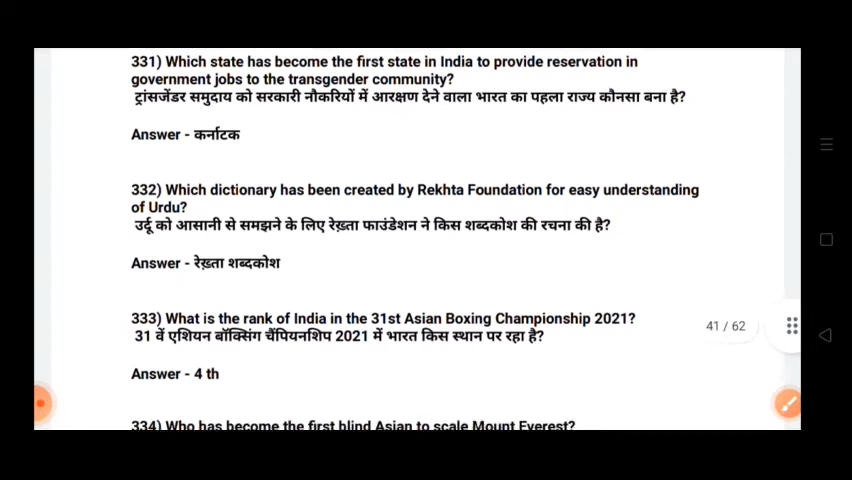 331) Which state has become the first state in India to provide reservation in
government jobs to the transgender community?
ट्रांसजेंडर समुदाय को सरकारी नौकरियों में आरक्षण देने वाला भारत का पहला राज्य कौनसा बना है?
Answer - कर्नाटक
332) Which dictionary has been created by Rekhta Foundation for easy understanding
of Urdu?
उर्दू को आसानी से समझने के लिए रेख़्ता फाउंडेशन ने किस शब्दकोश की रचना की है?
Answer - रेख़्ता शब्दकोश
333) What is the rank of India in the 31st Asian Boxing Championship 2021?
31 वें एशियन बॉक्सिंग चैंपियनशिप 2021 में भारत किस स्थान पर रहा है?
41 / 62
Answer - 4 th
334) Who has become the first blind Asian to scale Mount Everest?